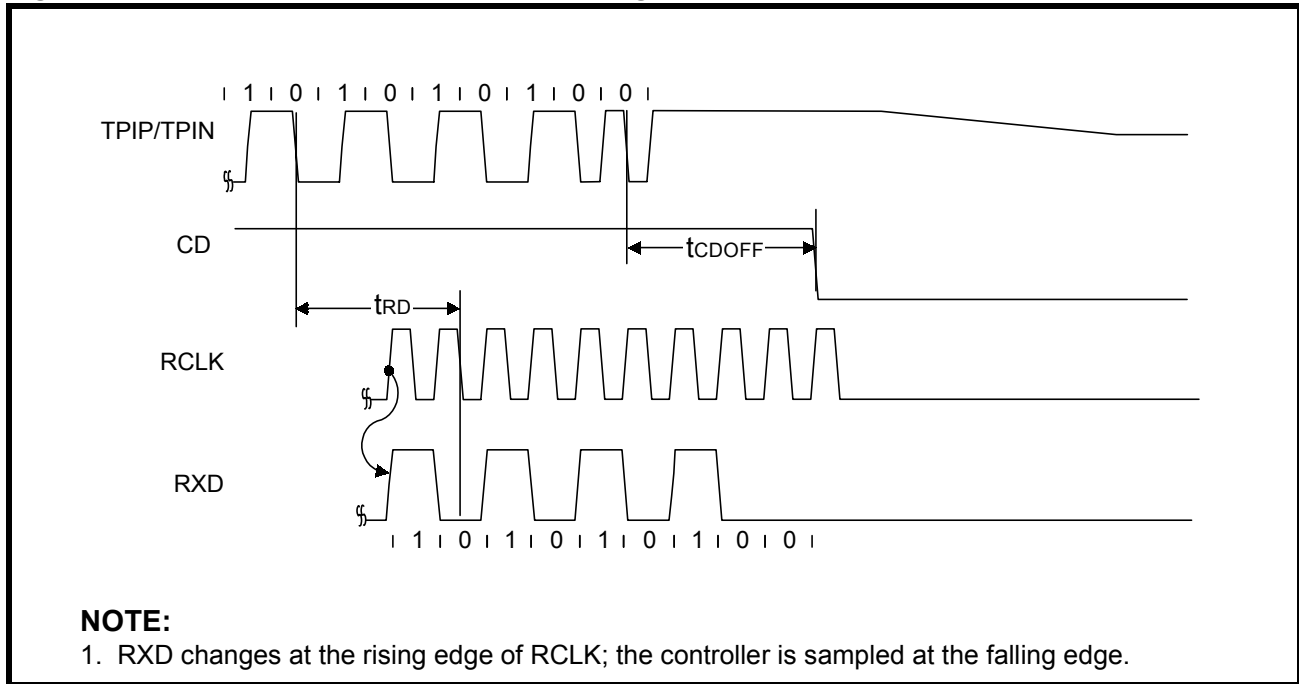 1 0 1 0 1 0 1 0 0
TPIP/TPIN
CD
tCDOFF
tRD
RCLK
RXD
1 0 1 0 1 0 1 0 0
NOTE:
1. RXD changes at the rising edge of RCLK; the controller is sampled at the falling edge.